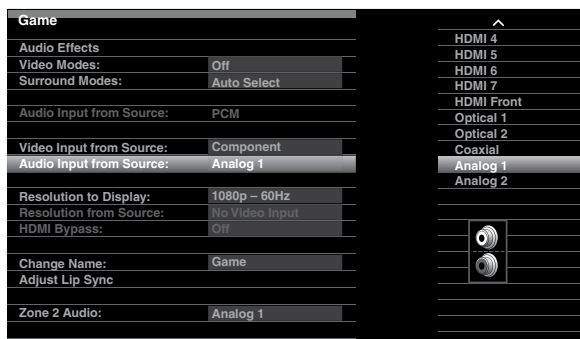 Game
Audio Effects
Video Modes: Off
Surround Modes: Auto Select
Audio Input from Source: PCM
Video Input from Source: Component
Audio Input from Source: Analog 1
Resolution to Display: 1080p – 60Hz
Resolution from Source: No Video Input
HDMI Bypass: Off
Change Name: Game
Adjust Lip Sync
Zone 2 Audio: Analog 1
HDMI 4
HDMI 5
HDMI 6
HDMI 7
HDMI Front
Optical 1
Optical 2
Coaxial
Analog 1
Analog 2